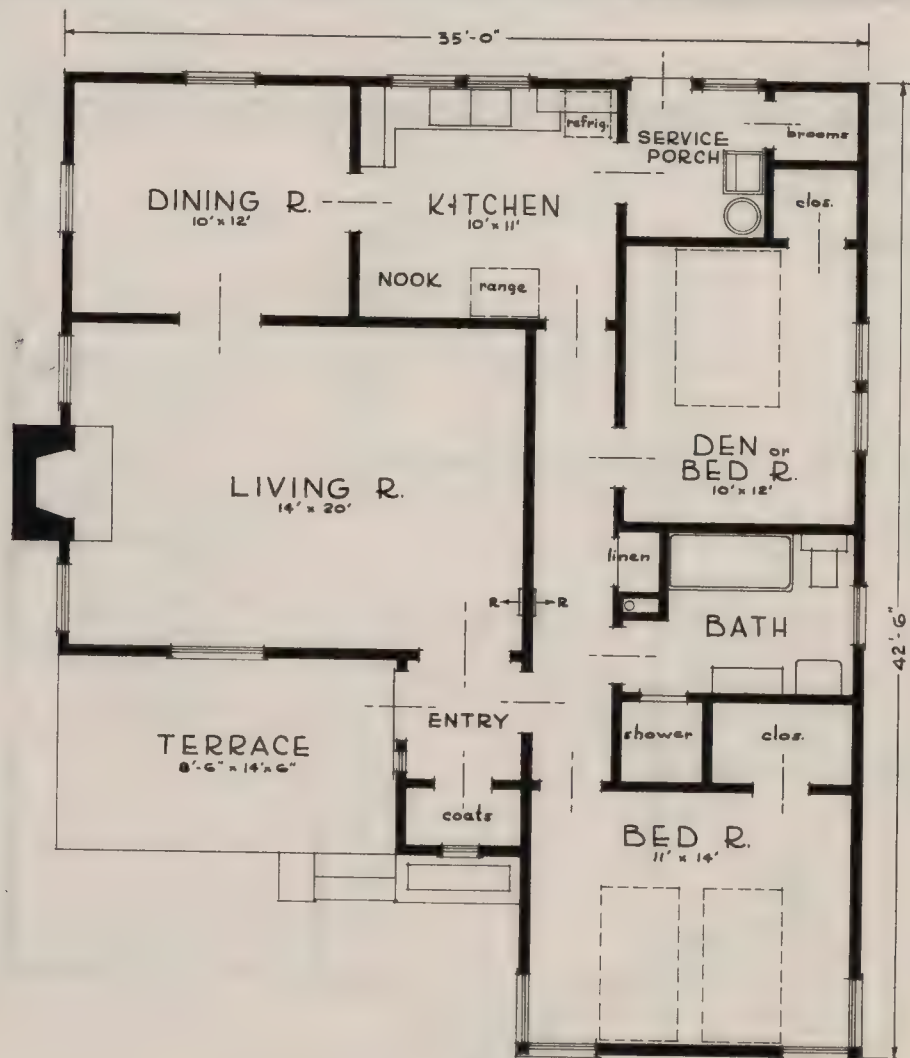 35'-0"
refrig.
SERVICE
PORCH
brooms
DINING R.
10' x 12'
KITCHEN
10' x 11'
clos.
NOOK
range
DEN or
BED R.
10' x 12'
LIVING R.
14' x 20'
linen
R R
BATH
42'-6"
ENTRY
TERRACE
8'-6" x 14'x 6"
shower
clos.
coats
BED R.
11' x 14'